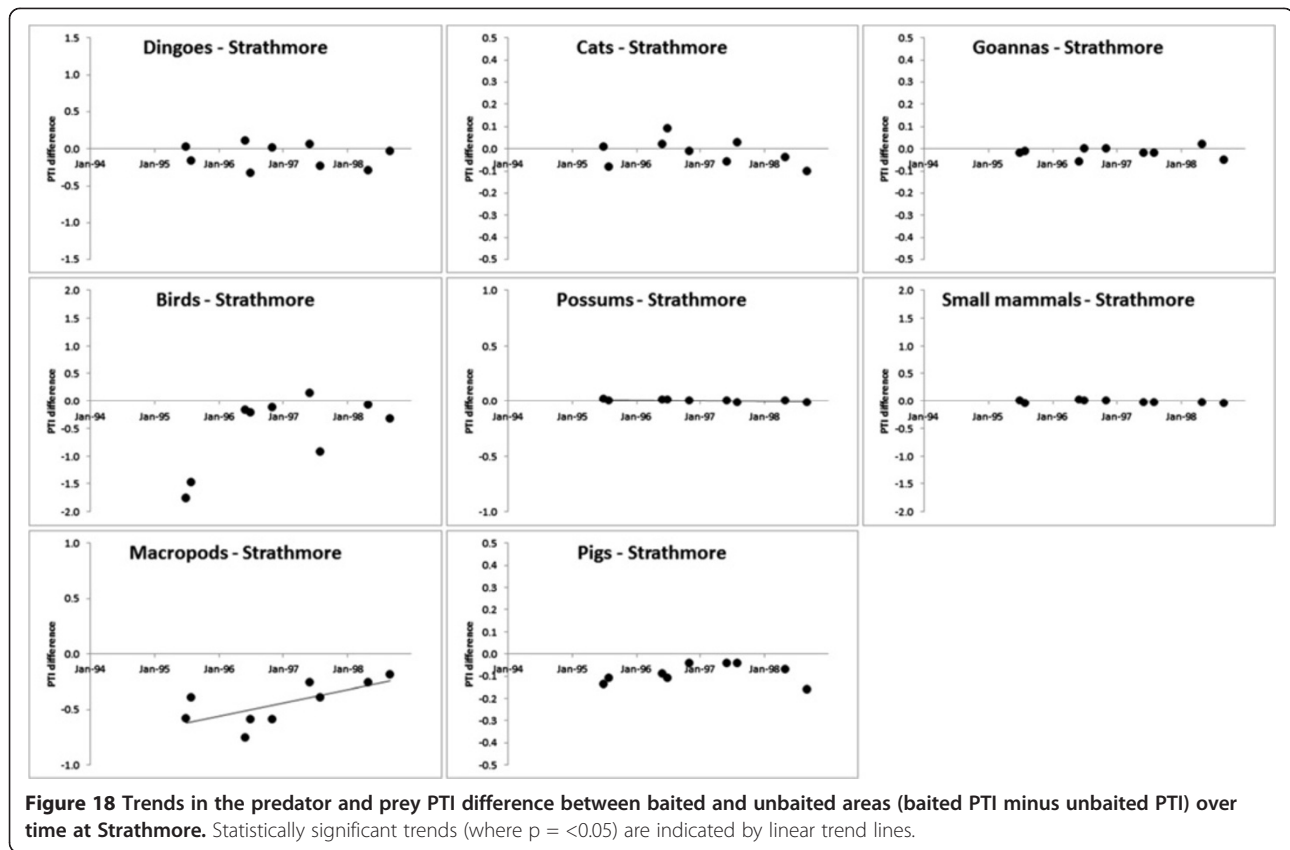 Dingoes - Strathmore
PTI difference
1.5
1.0
0.5
0.0
-0.5
-1.0
-1.5
Jan-94 Jan-95 Jan-96 Jan-97 Jan-98
Cats - Strathmore
PTI difference
0.5
0.4
0.3
0.2
0.1
0.0
-0.1
-0.2
-0.3
-0.4
-0.5
Jan-94 Jan-95 Jan-96 Jan-97 Jan-98
Goannas - Strathmore
PTI difference
0.5
0.4
0.3
0.2
0.1
0.0
-0.1
-0.2
-0.3
-0.4
-0.5
Jan-94 Jan-95 Jan-96 Jan-97 Jan-98
Birds - Strathmore
PTI difference
2.0
1.5
1.0
0.5
0.0
-0.5
-1.0
-1.5
-2.0
Jan-94 Jan-95 Jan-96 Jan-97 Jan-98
Possums - Strathmore
PTI difference
1.0
0.5
0.0
-0.5
-1.0
Jan-94 Jan-95 Jan-96 Jan-97 Jan-98
Small mammals - Strathmore
PTI difference
2.0
1.5
1.0
0.5
0.0
-0.5
-1.0
-1.5
-2.0
Jan-94 Jan-95 Jan-96 Jan-97 Jan-98
Macropods - Strathmore
PTI difference
1.0
0.5
0.0
-0.5
-1.0
Jan-94 Jan-95 Jan-96 Jan-97 Jan-98
Pigs - Strathmore
PTI difference
0.5
0.4
0.3
0.2
0.1
0.0
-0.1
-0.2
-0.3
-0.4
-0.5
Jan-94 Jan-95 Jan-96 Jan-97 Jan-98
Figure 18 Trends in the predator and prey PTI difference between baited and unbaited areas (baited PTI minus unbaited PTI) over
time at Strathmore. Statistically significant trends (where p = <0.05) are indicated by linear trend lines.